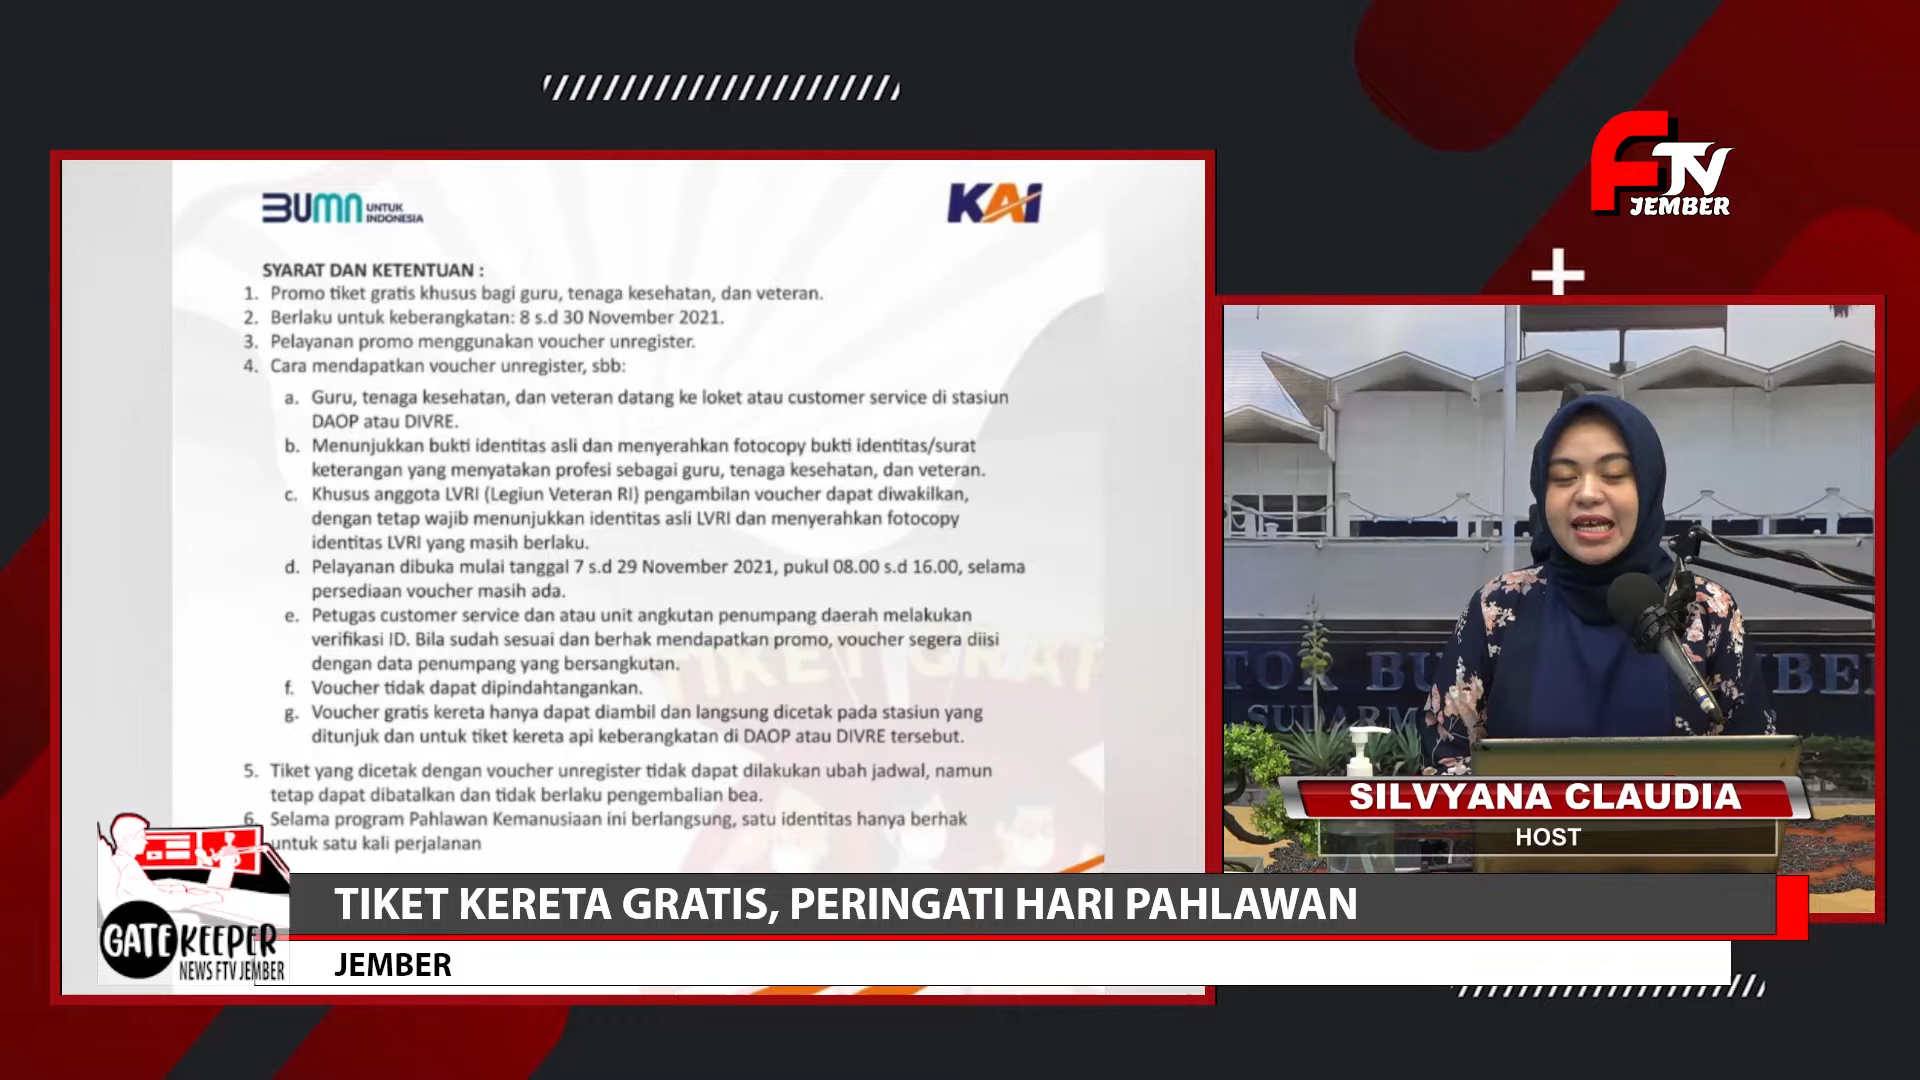 BUMN UNTUK INDONESIA
KAI
SYARAT DAN KETENTUAN :
1. Promo tiket gratis khusus bagi guru, tenaga kesehatan, dan veteran.
2. Berlaku untuk keberangkatan: 8 s.d 30 November 2021.
3. Pelayanan promo menggunakan voucher unregister.
4. Cara mendapatkan voucher unregister, sbb:
a. Guru, tenaga kesehatan, dan veteran datang ke loket atau customer service di stasiun
DAOP atau DIVRE.
b. Menunjukkan bukti identitas asli dan menyerahkan fotocopy bukti identitas/surat
keterangan yang menyatakan profesi sebagai guru, tenaga kesehatan, dan veteran.
c. Khusus anggota LVRI (Legiun Veteran RI) pengambilan voucher dapat diwakilkan,
dengan tetap wajib menunjukkan identitas asli LVRI dan menyerahkan fotocopy
identitas LVRI yang masih berlaku.
d. Pelayanan dibuka mulai tanggal 7 s.d 29 November 2021, pukul 08.00 s.d 16.00, selama
persediaan voucher masih ada.
e. Petugas customer service dan atau unit angkutan penumpang daerah melakukan
verifikasi ID. Bila sudah sesuai dan berhak mendapatkan promo, voucher segera diisi
dengan data penumpang yang bersangkutan.
f. Voucher tidak dapat dipindahtangankan.
g. Voucher gratis kereta hanya dapat diambil dan langsung dicetak pada stasiun yang
ditunjuk dan untuk tiket kereta api keberangkatan di DAOP atau DIVRE tersebut.
5. Tiket yang dicetak dengan voucher unregister tidak dapat dilakukan ubah jadwal, namun
tetap dapat dibatalkan dan tidak berlaku pengembalian bea.
6. Selama program Pahlawan Kemanusiaan ini berlangsung, satu identitas hanya berhak
untuk satu kali perjalanan
TIKET GRAT
FTV
JEMBER
TOR BU
MBE
SUDARM
SILVYANA CLAUDIA
HOST
GATEKEEPER
NEWS FTV JEMBER
TIKET KERETA GRATIS, PERINGATI HARI PAHLAWAN
JEMBER